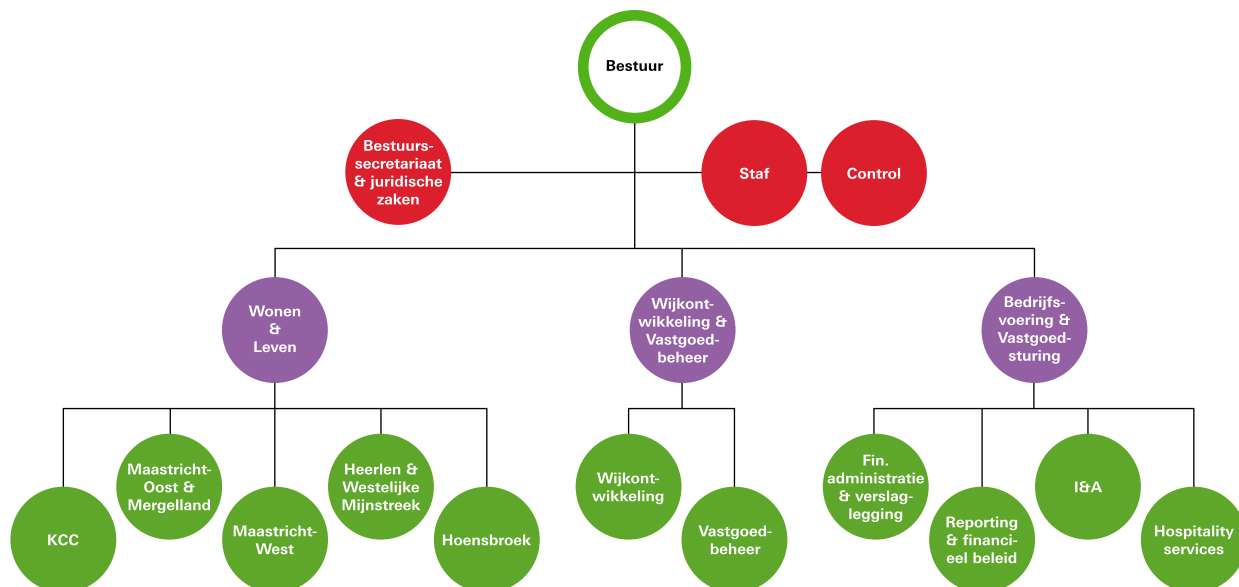 Bestuur
Bestuurs-
secretariaat
& juridische
zaken
Staf
Control
Wonen
&
Leven
Wijkont-
wikkeling &
Vastgoed-
beheer
Bedrijfs-
voering &
Vastgoed-
sturing
KCC
Maastricht-
Oost &
Mergelland
Maastricht-
West
Heerlen &
Westelijke
Mijnstreek
Hoensbroek
Wijkont-
wikkeling
Vastgoed-
beheer
Fin.
administratie
& verslag-
legging
Reporting
& financi-
eel beleid
I&A
Hospitality
services